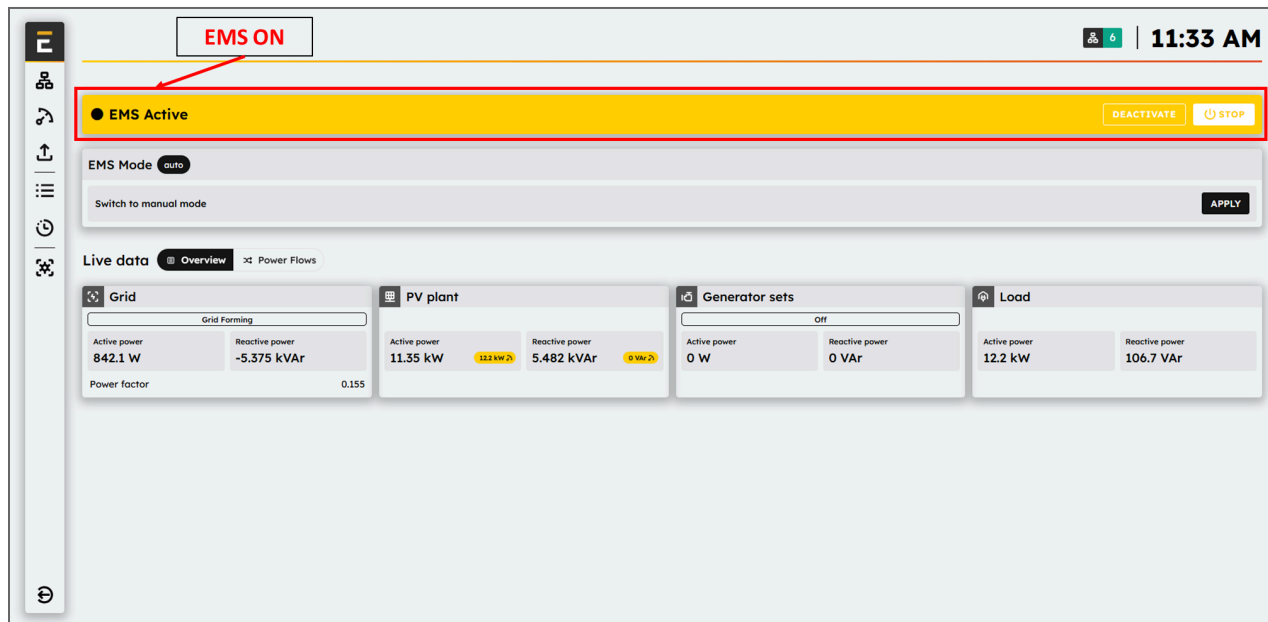 EMS ON
6
11:33 AM
EMS Active
DEACTIVATE
STOP
EMS Mode auto
Switch to manual mode
APPLY
Live data Overview Power Flows
Grid
Grid Forming
Active power Reactive power
842.1 W -5.375 kVAr
Power factor 0.155
PV plant
Active power Reactive power
11.35 kW 12.2 kW 5.482 kVAr 0 VAr
Generator sets
Off
Active power Reactive power
0 W 0 VAr
Load
Active power Reactive power
12.2 kW 106.7 VAr